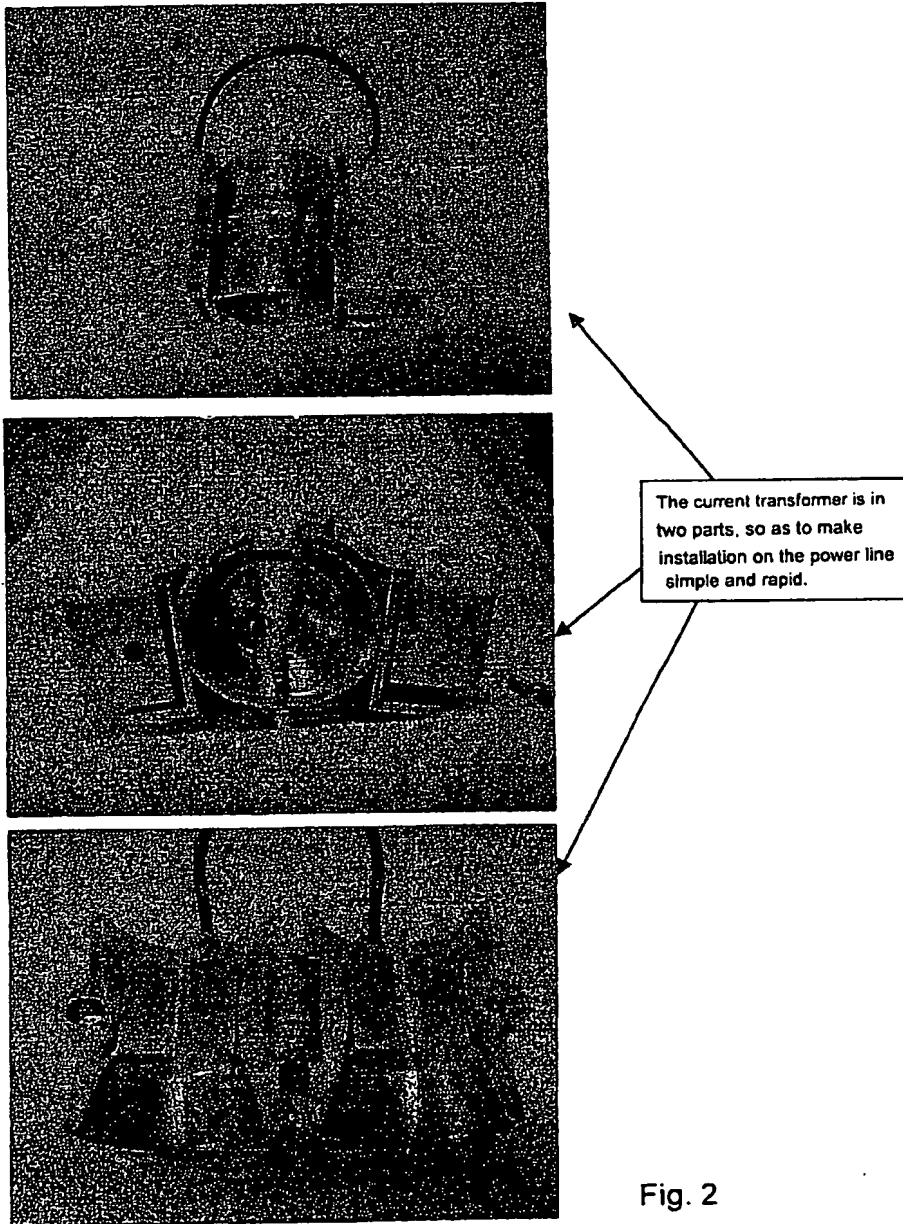 The current transformer is in
two parts, so as to make
installation on the power line
simple and rapid.
Fig. 2